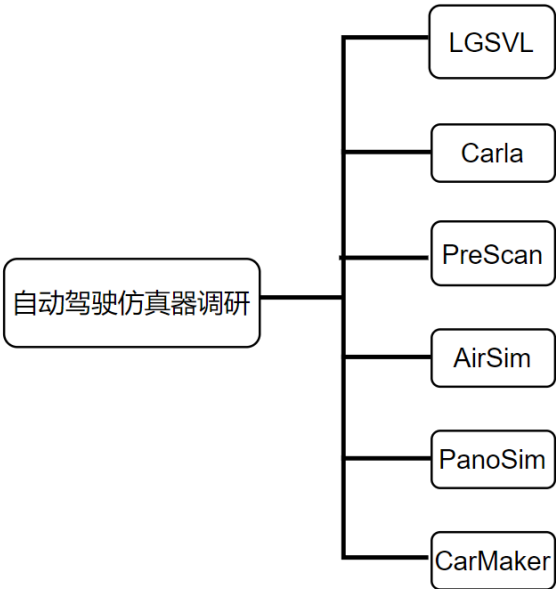 自动驾驶仿真器调研
LGSVL
Carla
PreScan
AirSim
PanoSim
CarMaker